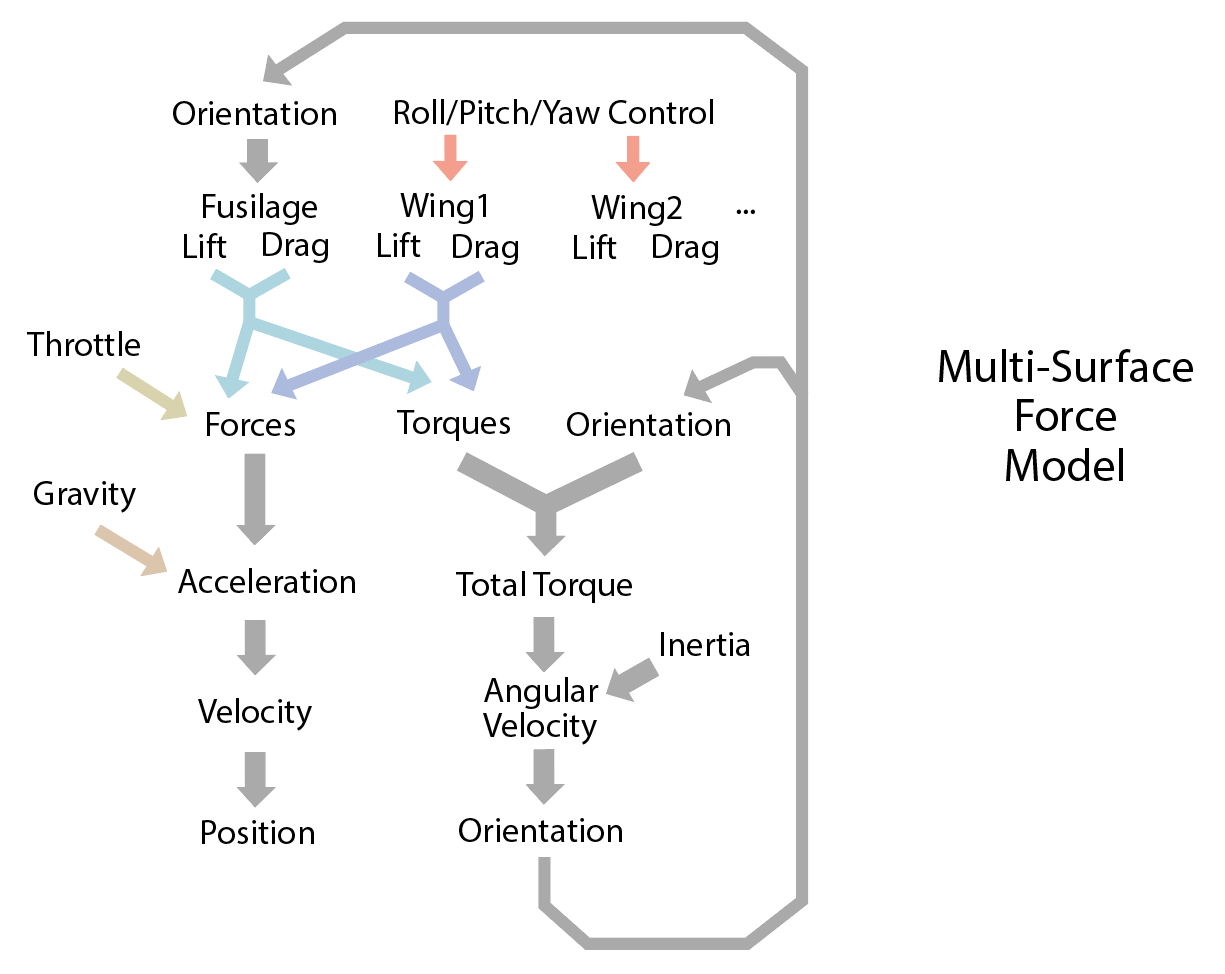 Orientation
Roll/Pitch/Yaw Control
Fusilage
Wing1
Wing2
...
Lift
Drag
Lift
Drag
Lift
Drag
Throttle
Multi-Surface
Force
Model
Forces
Torques
Orientation
Gravity
Acceleration
Total Torque
Inertia
Velocity
Angular
Velocity
Position
Orientation